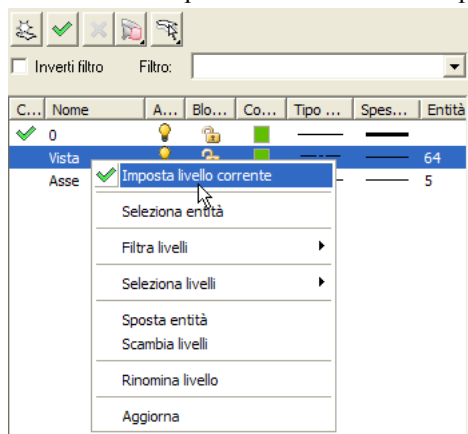 Inverti filtro Filtro:
C... Nome A... Blo... Co... Tipo ... Spes... Entità
0
Vista 64
Asse 5
Imposta livello corrente
Seleziona entità
Filtra livelli
Seleziona livelli
Sposta entità
Scambia livelli
Rinomina livello
Aggiorna